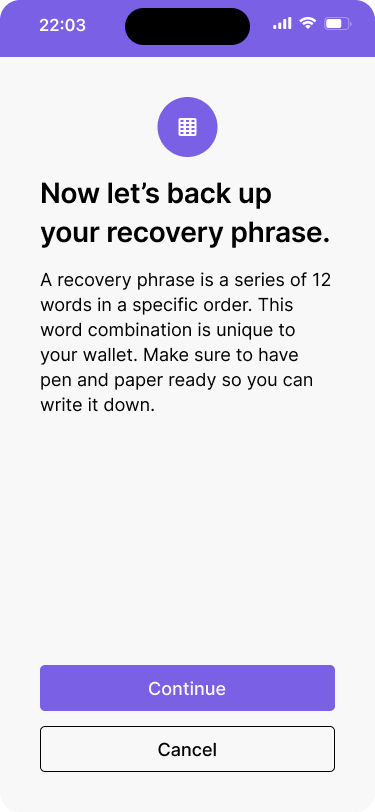 22:03
Now let’s back up
your recovery phrase.
A recovery phrase is a series of 12
words in a specific order. This
word combination is unique to
your wallet. Make sure to have
pen and paper ready so you can
write it down.
Continue
Cancel